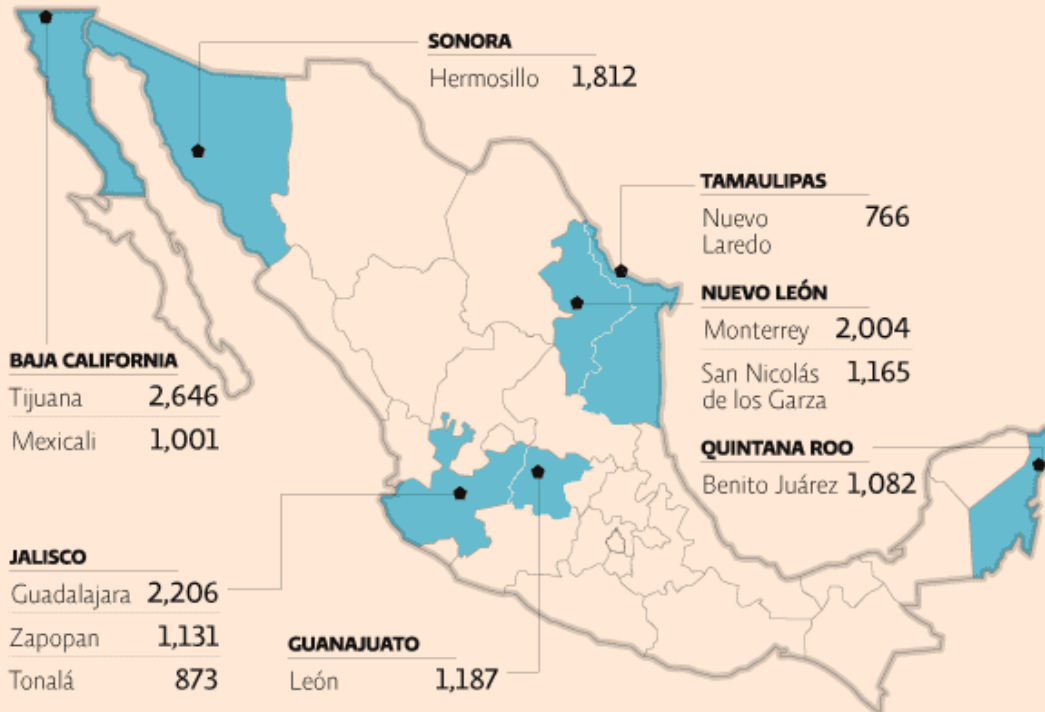 SONORA
Hermosillo 1,812
TAMAULIPAS
Nuevo 766
Laredo
NUEVO LEÓN
Monterrey 2,004
San Nicolás 1,165
de los Garza
BAJA CALIFORNIA
Tijuana 2,646
Mexicali 1,001
QUINTANA ROO
Benito Juárez 1,082
JALISCO
Guadalajara 2,206
Zapopan 1,131
Tonalá 873
GUANAJUATO
León 1,187